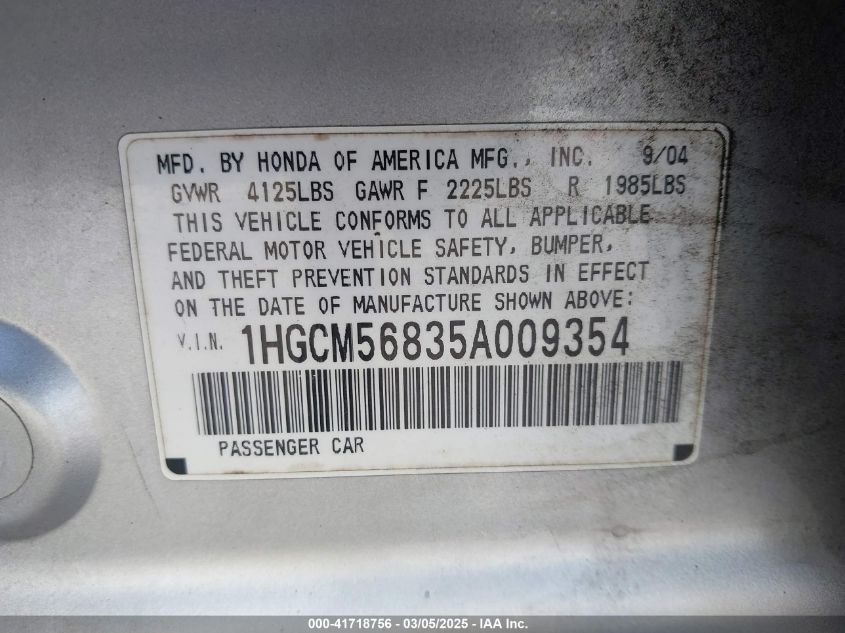 MFD. BY HONDA OF AMERICA MFG., INC. 9/04
GVWR 4125LBS GAWR F 2225LBS R 1985LBS
THIS VEHICLE CONFORMS TO ALL APPLICABLE
FEDERAL MOTOR VEHICLE SAFETY, BUMPER,
AND THEFT PREVENTION STANDARDS IN EFFECT
ON THE DATE OF MANUFACTURE SHOWN ABOVE:
V.I.N. 1HGCM56835A009354
PASSENGER CAR
000-41718756 - 03/05/2025 - IAA Inc.